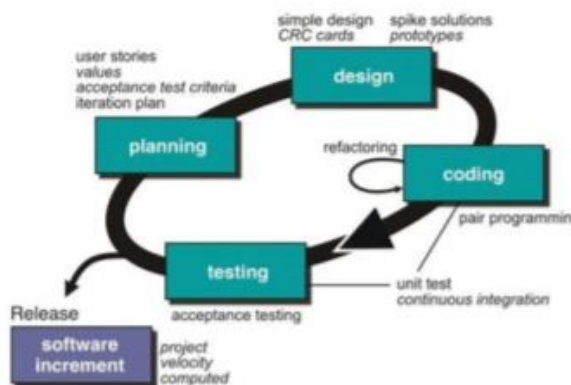 simple design
CRC cards
spike solutions
prototypes
design
user stories
values
acceptance test criteria
iteration plan
planning
refactoring
coding
pair programmin
testing
unit test
continuous integration
acceptance testing
Release
software
increment
project
velocity
computed